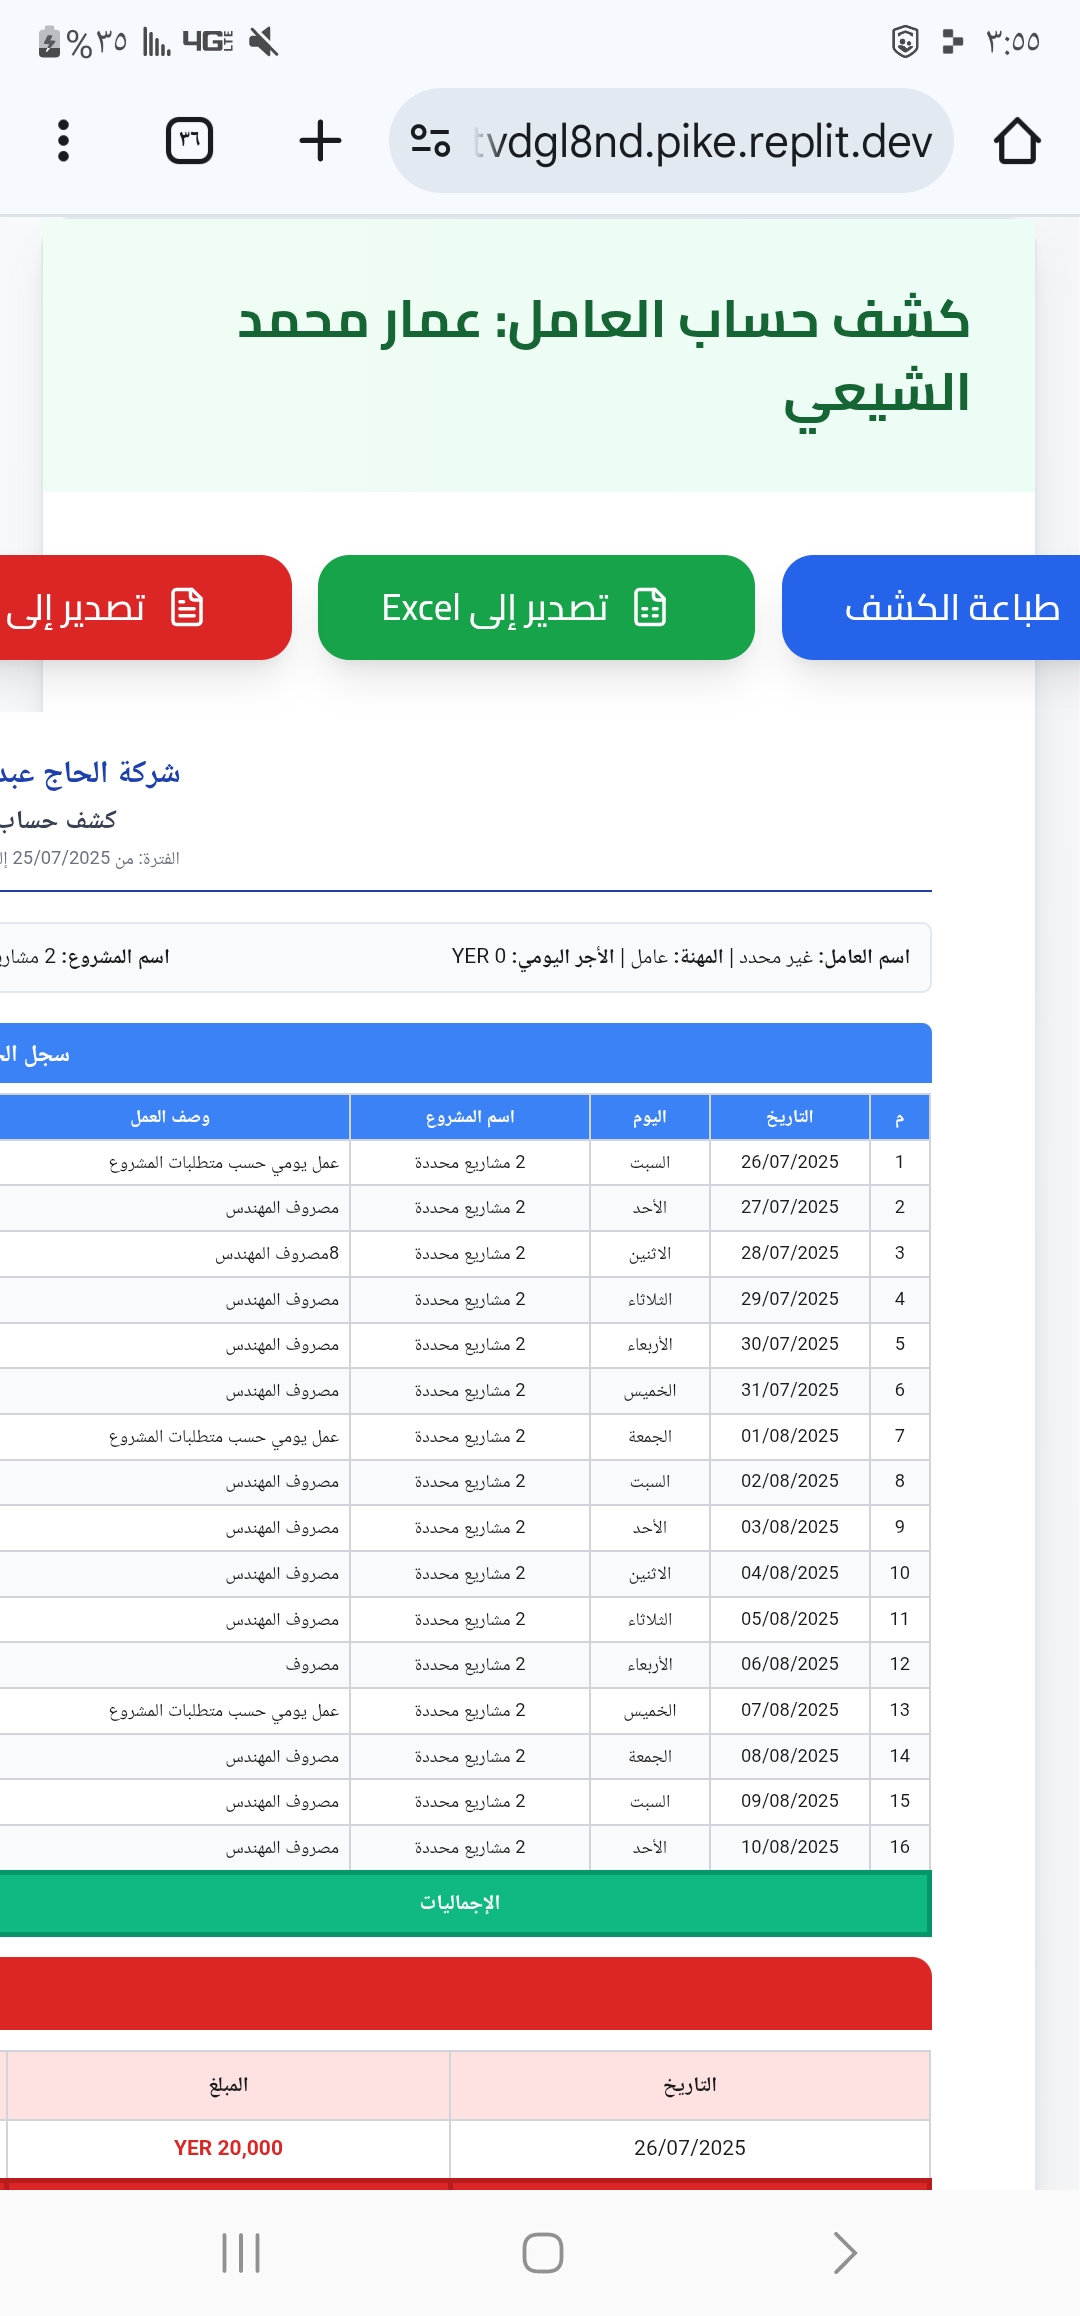 ٣:٥٥
4G LTE
%٣٥
vdgl8nd.pike.replit.dev
٣٦
كشف حساب العامل: عمار محمد
الشيعي
طباعة الكشف
تصدير إلى Excel
تصدير إلى
شركة الحاج
كشف حساب
الفترة: من 25/07/2025
اسم العامل: غير محدد | المهنة: عامل | الأجر اليومي: 0 YER
اسم المشروع: 2
سجل
م التاريخ اليوم اسم المشروع وصف العمل
1 26/07/2025 السبت 2 مشاريع محددة عمل يومي حسب متطلبات المشروع
2 27/07/2025 الأحد 2 مشاريع محددة مصروف المهندس
3 28/07/2025 الاثنين 2 مشاريع محددة 8مصروف المهندس
4 29/07/2025 الثلاثاء 2 مشاريع محددة مصروف المهندس
5 30/07/2025 الأربعاء 2 مشاريع محددة مصروف المهندس
6 31/07/2025 الخميس 2 مشاريع محددة مصروف المهندس
7 01/08/2025 الجمعة 2 مشاريع محددة عمل يومي حسب متطلبات المشروع
8 02/08/2025 السبت 2 مشاريع محددة مصروف المهندس
9 03/08/2025 الأحد 2 مشاريع محددة مصروف المهندس
10 04/08/2025 الاثنين 2 مشاريع محددة مصروف المهندس
11 05/08/2025 الثلاثاء 2 مشاريع محددة مصروف المهندس
12 06/08/2025 الأربعاء 2 مشاريع محددة مصروف
13 07/08/2025 الخميس 2 مشاريع محددة عمل يومي حسب متطلبات المشروع
14 08/08/2025 الجمعة 2 مشاريع محددة مصروف المهندس
15 09/08/2025 السبت 2 مشاريع محددة مصروف المهندس
16 10/08/2025 الأحد 2 مشاريع محددة مصروف المهندس
الإجماليات
التاريخ المبلغ
26/07/2025 YER 20,000